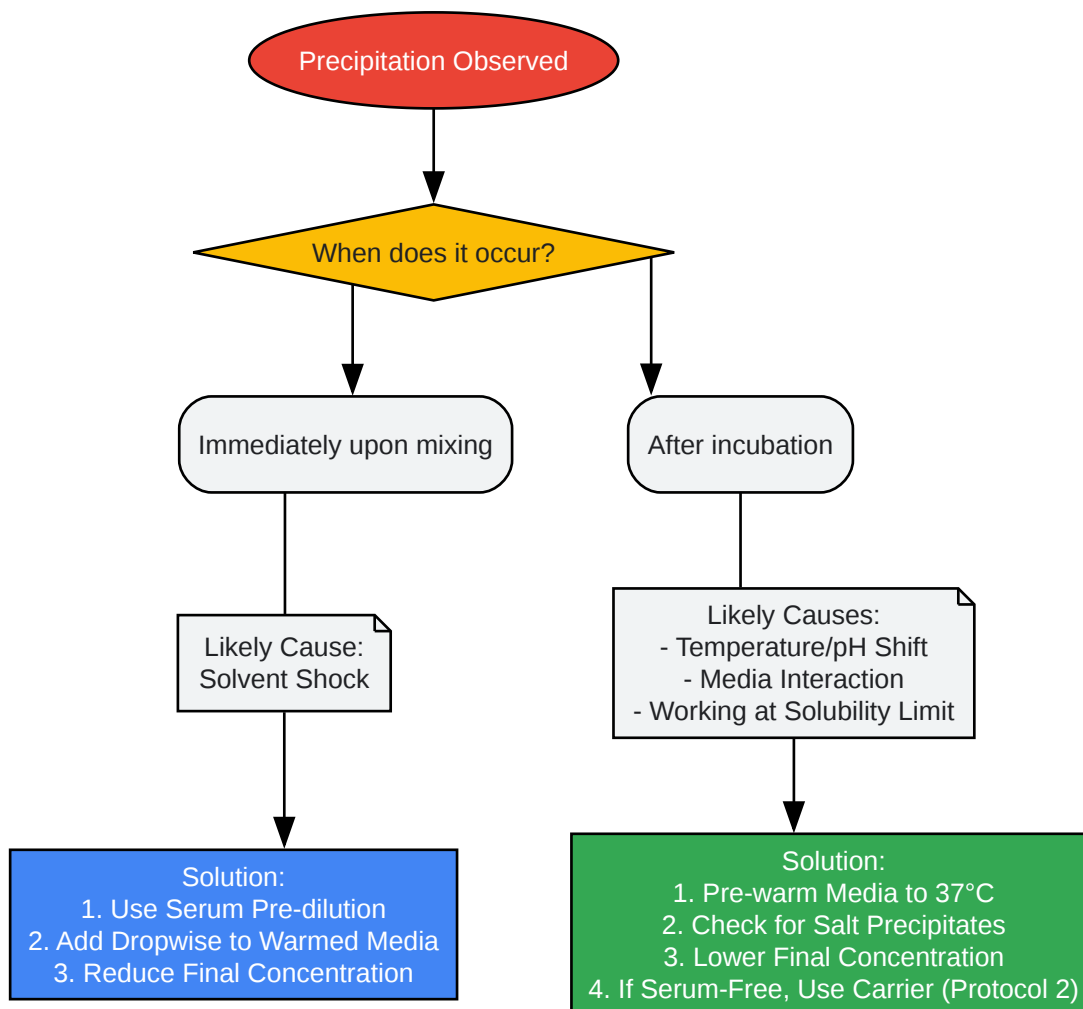 Precipitation Observed
When does it occur?
Immediately upon mixing
After incubation
Likely Cause:
Solvent Shock
Likely Causes:
- Temperature/pH Shift
- Media Interaction
- Working at Solubility Limit
Solution:
1. Use Serum Pre-dilution
2. Add Dropwise to Warmed Media
3. Reduce Final Concentration
Solution:
1. Pre-warm Media to 37°C
2. Check for Salt Precipitates
3. Lower Final Concentration
4. If Serum-Free, Use Carrier (Protocol 2)